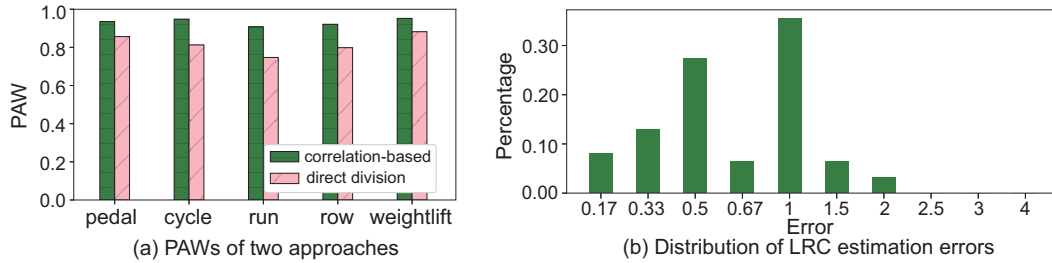 PAW
1.0
0.8
0.6
0.4
0.2
0.0
correlation-based
direct division
pedal cycle run row weightlift
(a) PAWs of two approaches
Percentage
0.30
0.20
0.10
0.00
0.17 0.33 0.5 0.67 1 1.5 2 2.5 3 4
Error
(b) Distribution of LRC estimation errors